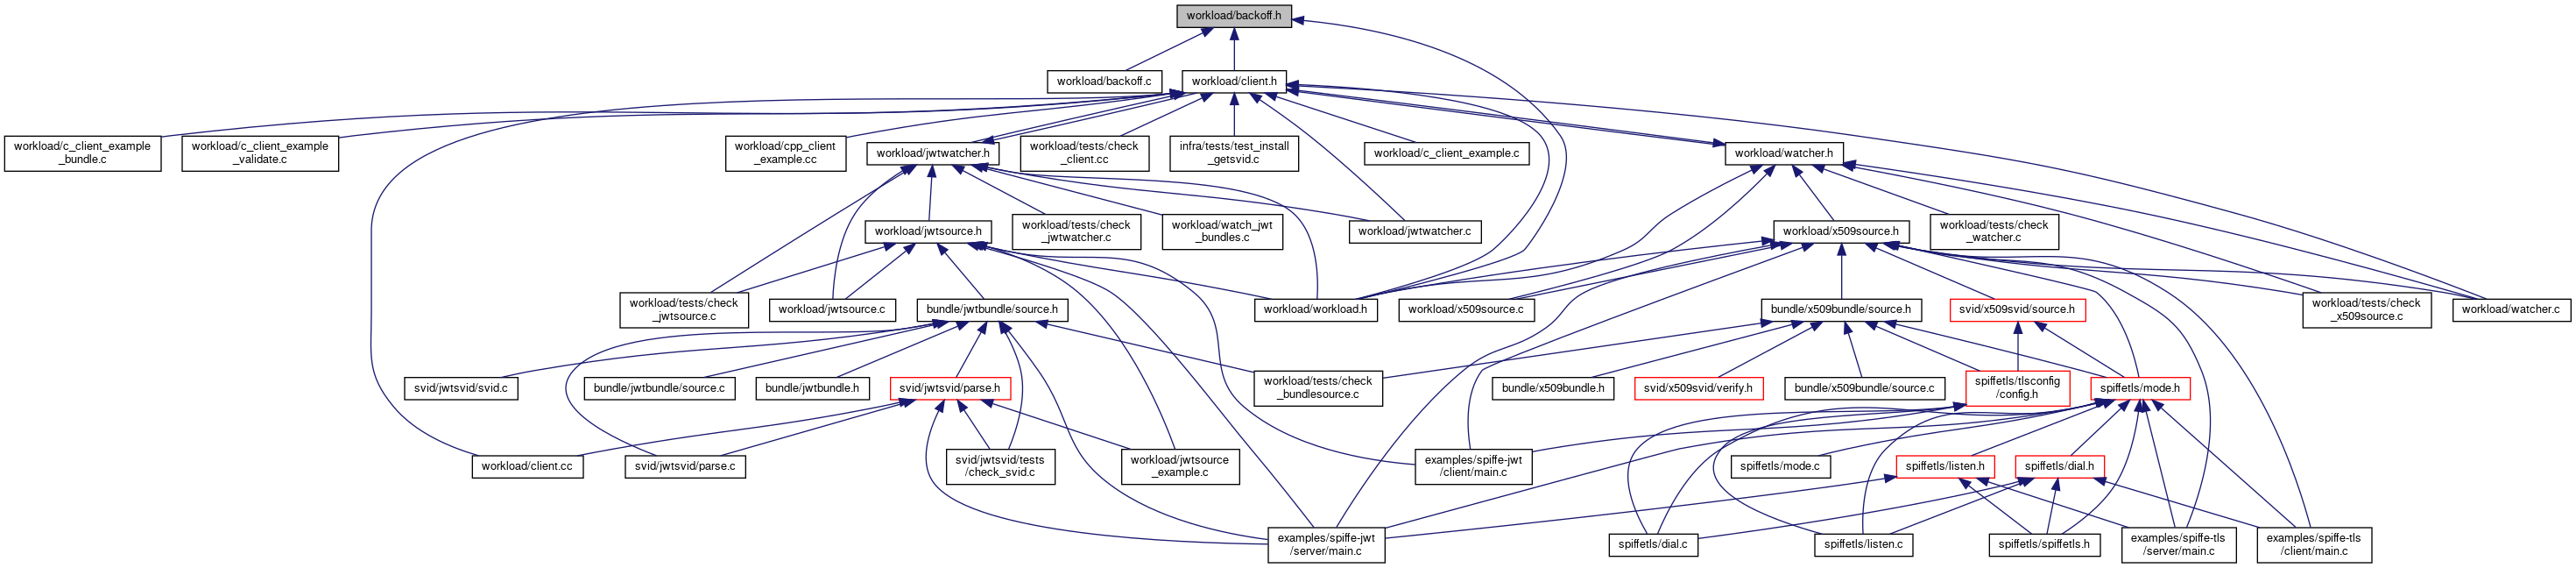 workload/backoff.h
workload/backoff.c
workload/client.h
workload/c_client_example
_bundle.c
workload/c_client_example
_validate.c
workload/cpp_client
_example.cc
workload/jwtwatcher.h
workload/tests/check
_client.cc
infra/tests/test_install
_getsvid.c
workload/c_client_example.c
workload/watcher.h
workload/jwtsource.h
workload/tests/check
_jwtwatcher.c
workload/watch_jwt
_bundles.c
workload/jwtwatcher.c
workload/x509source.h
workload/tests/check
_watcher.c
workload/tests/check
_jwtsource.c
workload/jwtsource.c
bundle/jwtbundle/source.h
workload/workload.h
workload/x509source.c
bundle/x509bundle/source.h
svid/x509svid/source.h
workload/tests/check
_x509source.c
workload/watcher.c
svid/jwtsvid/svid.c
bundle/jwtbundle/source.c
bundle/jwtbundle.h
svid/jwtsvid/parse.h
workload/tests/check
_bundlesource.c
bundle/x509bundle.h
svid/x509svid/verify.h
bundle/x509bundle/source.c
spiffetls/tlsconfig
/config.h
spiffetls/mode.h
workload/client.cc
svid/jwtsvid/parse.c
svid/jwtsvid/tests
/check_svid.c
workload/jwtsource
_example.c
examples/spiffe-jwt
/client/main.c
spiffetls/mode.c
spiffetls/listen.h
spiffetls/dial.h
examples/spiffe-jwt
/server/main.c
spiffetls/dial.c
spiffetls/listen.c
spiffetls/spiffetls.h
examples/spiffe-tls
/server/main.c
examples/spiffe-tls
/client/main.c